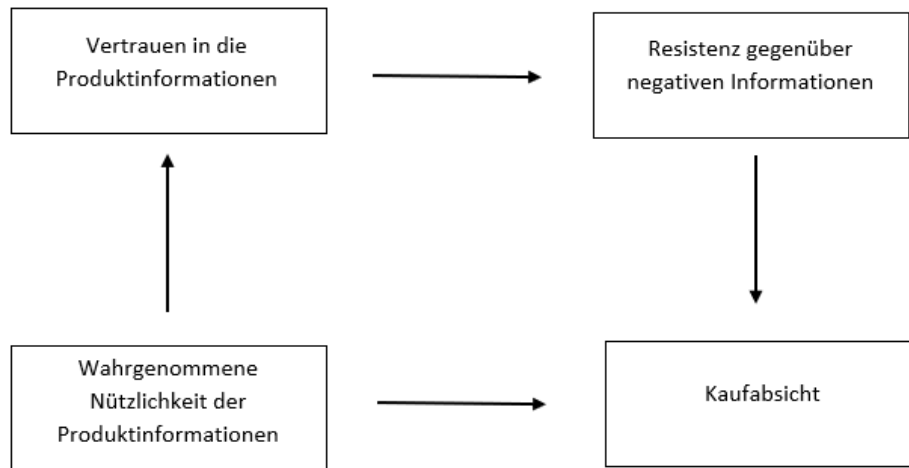 Vertrauen in die
Produktinformationen
Resistenz gegenüber
negativen Informationen
Wahrgenommene
Nützlichkeit der
Produktinformationen
Kaufabsicht